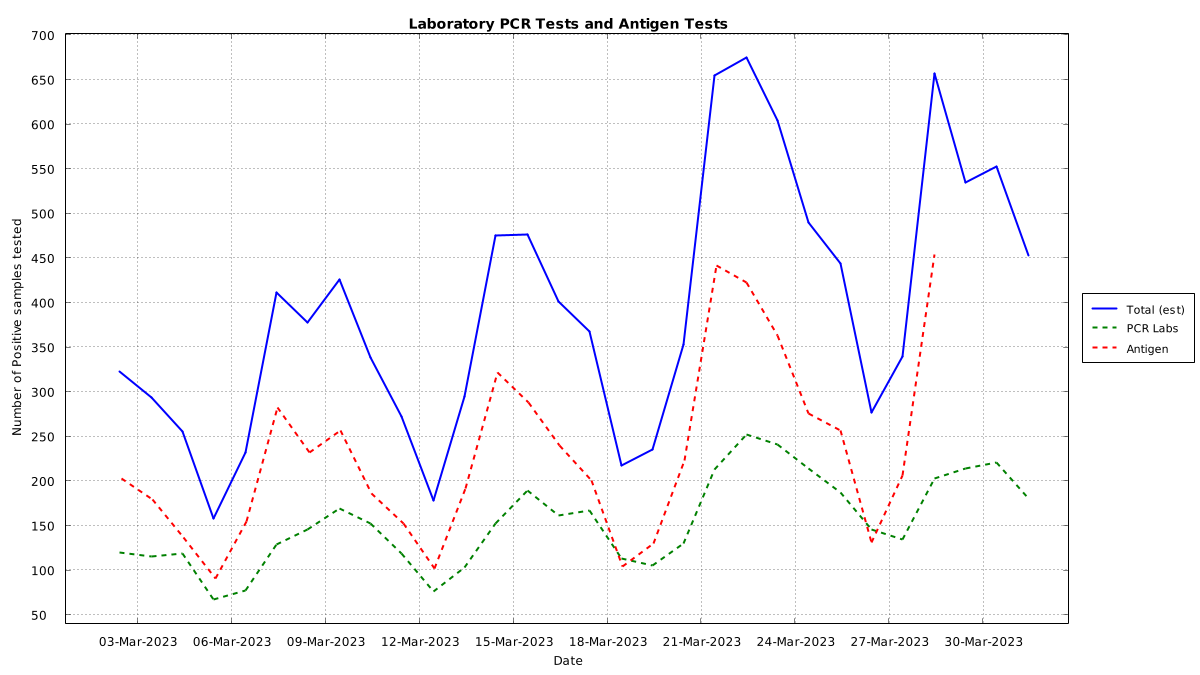 Laboratory PCR Tests and Antigen Tests
700
650
600
550
500
450
400
350
300
250
200
150
100
50
Number of Positive samples tested
03-Mar-2023 06-Mar-2023 09-Mar-2023 12-Mar-2023 15-Mar-2023 18-Mar-2023 21-Mar-2023 24-Mar-2023 27-Mar-2023 30-Mar-2023
Date
Total (est)
PCR Labs
Antigen